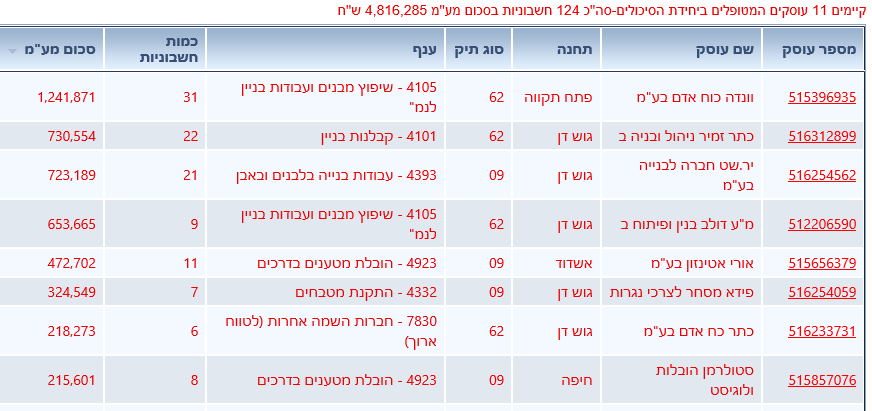 קיימים 11 עוסקים המטופלים ביחידת הסיכולים-סה"כ 124 חשבוניות בסכום מע"מ 4,816,285 ש"ח
מספר עוסק שם עוסק תחנה סוג תיק ענף כמות חשבוניות סכום מע"מ
515396935 וונדה כוח אדם בע"מ פתח תקווה 62 4105 - שיפוץ מבנים ועבודות בניין לנמ" 31 1,241,871
516312899 כתר זמיר ניהול ובניה ב גוש דן 62 4101 - קבלנות בניין 22 730,554
516254562 יר.שט חברה לבנייה בע"מ גוש דן 09 4393 - עבודות בנייה בלבנים ובאבן 21 723,189
512206590 מ"ע דולב בנין ופיתוח ב גוש דן 62 4105 - שיפוץ מבנים ועבודות בניין לנמ" 9 653,665
515656379 אורי אטינזון בע"מ אשדוד 09 4923 - הובלת מטענים בדרכים 11 472,702
516254059 פידא מסחר לצרכי נגרות גוש דן 09 4332 - התקנת מטבחים 7 324,549
516233731 כתר כח אדם בע"מ גוש דן 62 7830 - חברות השמה אחרות (לטווח ארוך) 6 218,273
515857076 סטולרמן הובלות ולוגיסט חיפה 09 4923 - הובלת מטענים בדרכים 8 215,601